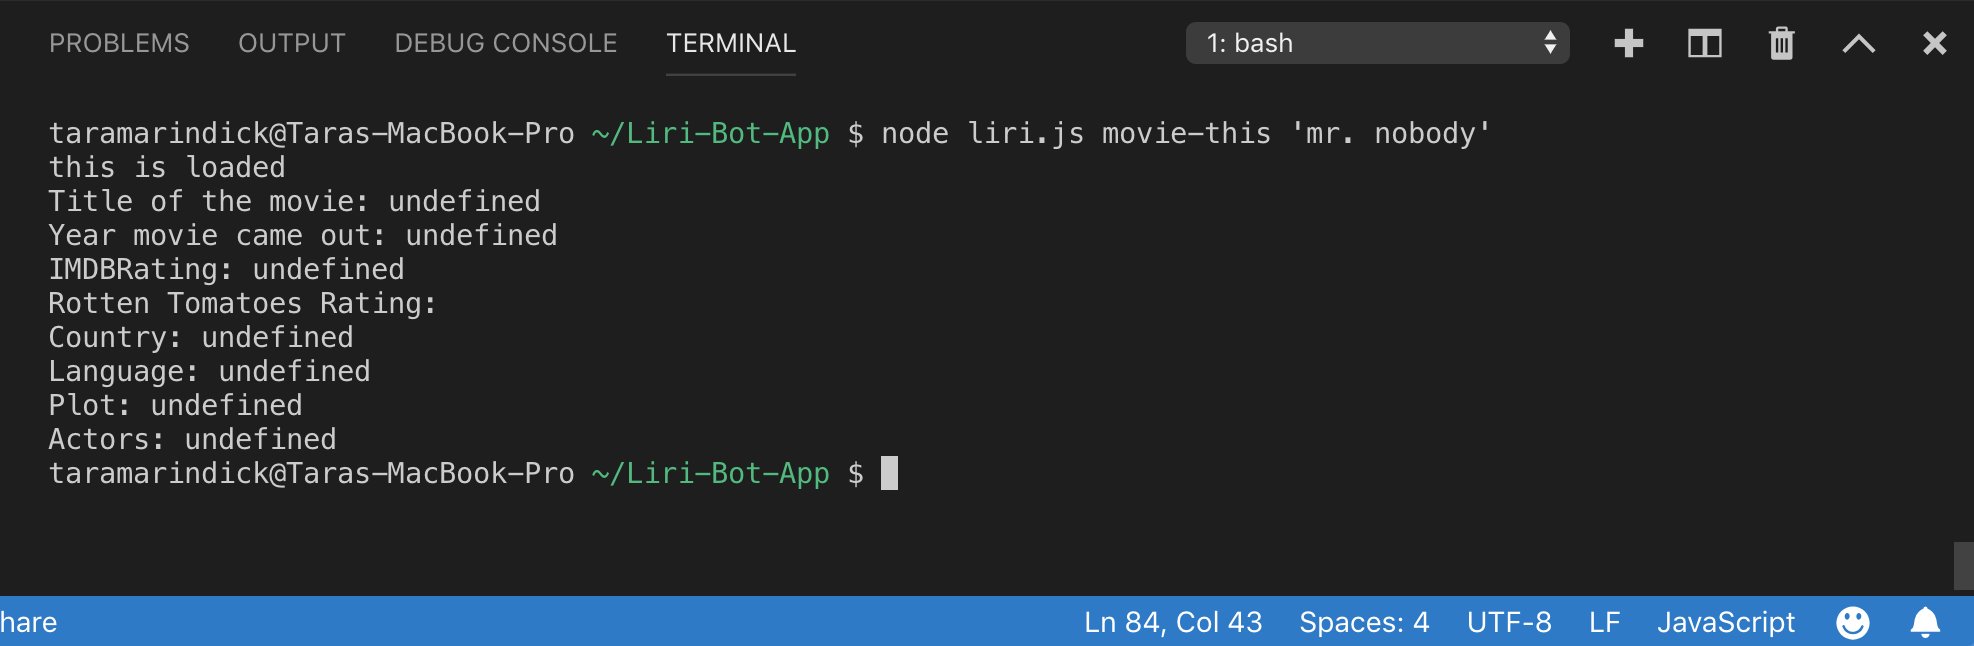 PROBLEMS OUTPUT DEBUG CONSOLE TERMINAL 1: bash
taramarindick@Taras-MacBook-Pro ~/Liri-Bot-App $ node liri.js movie-this 'mr. nobody'
this is loaded
Title of the movie: undefined
Year movie came out: undefined
IMDBRating: undefined
Rotten Tomatoes Rating:
Country: undefined
Language: undefined
Plot: undefined
Actors: undefined
taramarindick@Taras-MacBook-Pro ~/Liri-Bot-App $
hare Ln 84, Col 43 Spaces: 4 UTF-8 LF JavaScript